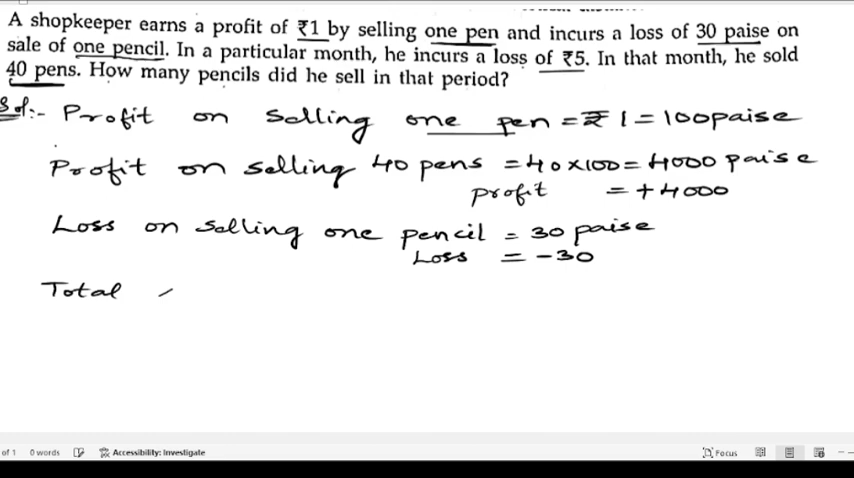 A shopkeeper earns a profit of ₹1 by selling one pen and incurs a loss of 30 paise on
sale of one pencil. In a particular month, he incurs a loss of ₹5. In that month, he sold
40 pens. How many pencils did he sell in that period?
Sol:- Profit on selling one pen = ₹ 1 = 100 paise
Profit on selling 40 pens = 40 x 100 = 4000 paise
profit = + 4000
Loss on selling one pencil = 30 paise
Loss = -30
Total
of 1 0 words Accessibility: Investigate Focus